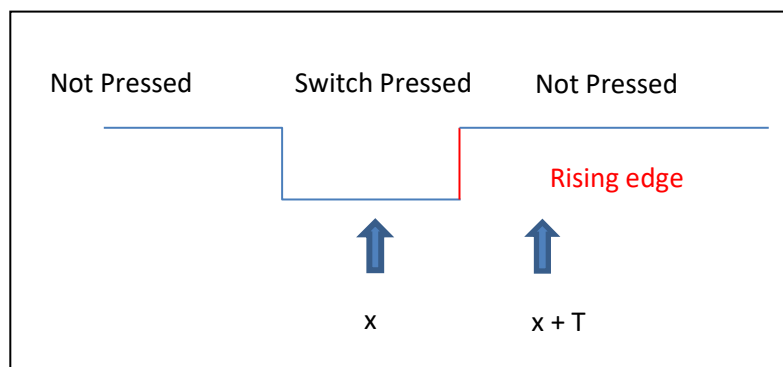 Not Pressed Switch Pressed Not Pressed
Rising edge
x x + T